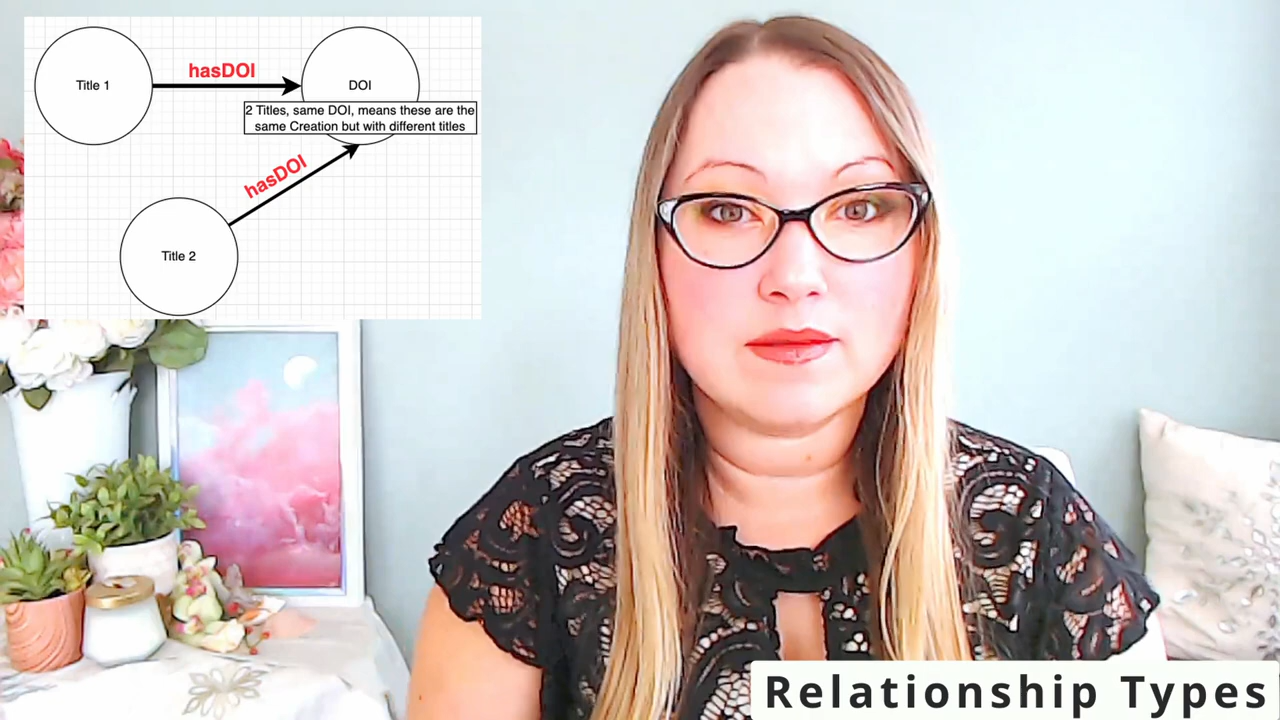 Title 1
hasDOI
DOI
2 Titles, same DOI, means these are the
same Creation but with different titles
hasDOI
Title 2
Relationship Types